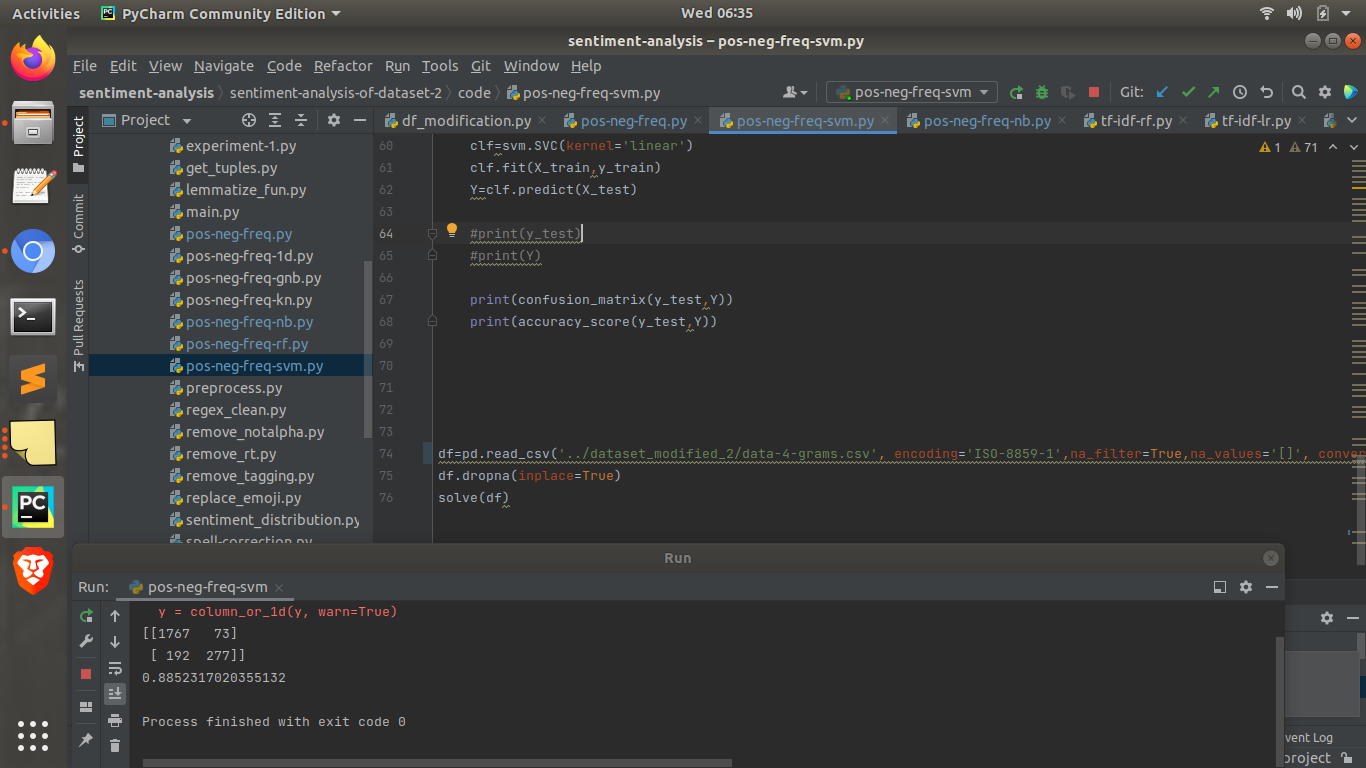 Activities PyCharm Community Edition Wed 06:35
sentiment-analysis – pos-neg-freq-svm.py
File Edit View Navigate Code Refactor Run Tools Git Window Help
sentiment-analysis sentiment-analysis-of-dataset-2 code pos-neg-freq-svm.py pos-neg-freq-svm Git:
Project df_modification.py pos-neg-freq.py pos-neg-freq-svm.py pos-neg-freq-nb.py tf-idf-rf.py tf-idf-lr.py
Project
Commit
Pull Requests
experiment-1.py
get_tuples.py
lemmatize_fun.py
main.py
pos-neg-freq.py
pos-neg-freq-1d.py
pos-neg-freq-gnb.py
pos-neg-freq-kn.py
pos-neg-freq-nb.py
pos-neg-freq-rf.py
pos-neg-freq-svm.py
preprocess.py
regex_clean.py
remove_notalpha.py
remove_rt.py
remove_tagging.py
replace_emoji.py
sentiment_distribution.py
spell-correction.py
1 71
60 clf=svm.SVC(kernel='linear')
61 clf.fit(X_train,y_train)
62 Y=clf.predict(X_test)
63
64 #print(y_test)
65 #print(Y)
66
67 print(confusion_matrix(y_test,Y))
68 print(accuracy_score(y_test,Y))
69
70
71
72
73
74 df=pd.read_csv('../dataset_modified_2/data-4-grams.csv', encoding='ISO-8859-1',na_filter=True,na_values='[]', conver
75 df.dropna(inplace=True)
76 solve(df)
Run
Run: pos-neg-freq-svm
y = column_or_1d(y, warn=True)
[[1767 73]
[ 192 277]]
0.8852317020355132
Process finished with exit code 0
vent Log
project